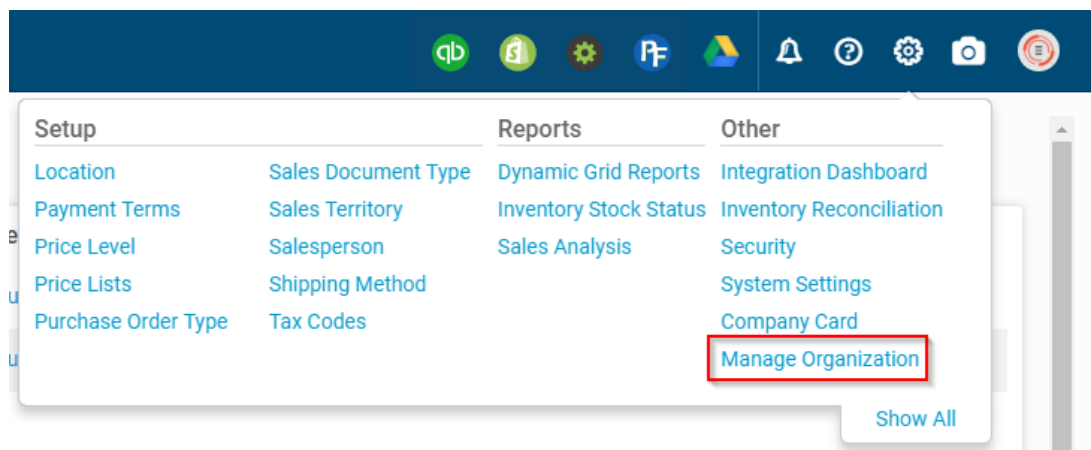 qb
Setup
Location
Payment Terms
Price Level
Price Lists
Purchase Order Type
Sales Document Type
Sales Territory
Salesperson
Shipping Method
Tax Codes
Reports
Dynamic Grid Reports
Inventory Stock Status
Sales Analysis
Other
Integration Dashboard
Inventory Reconciliation
Security
System Settings
Company Card
Manage Organization
Show All
e
u
u